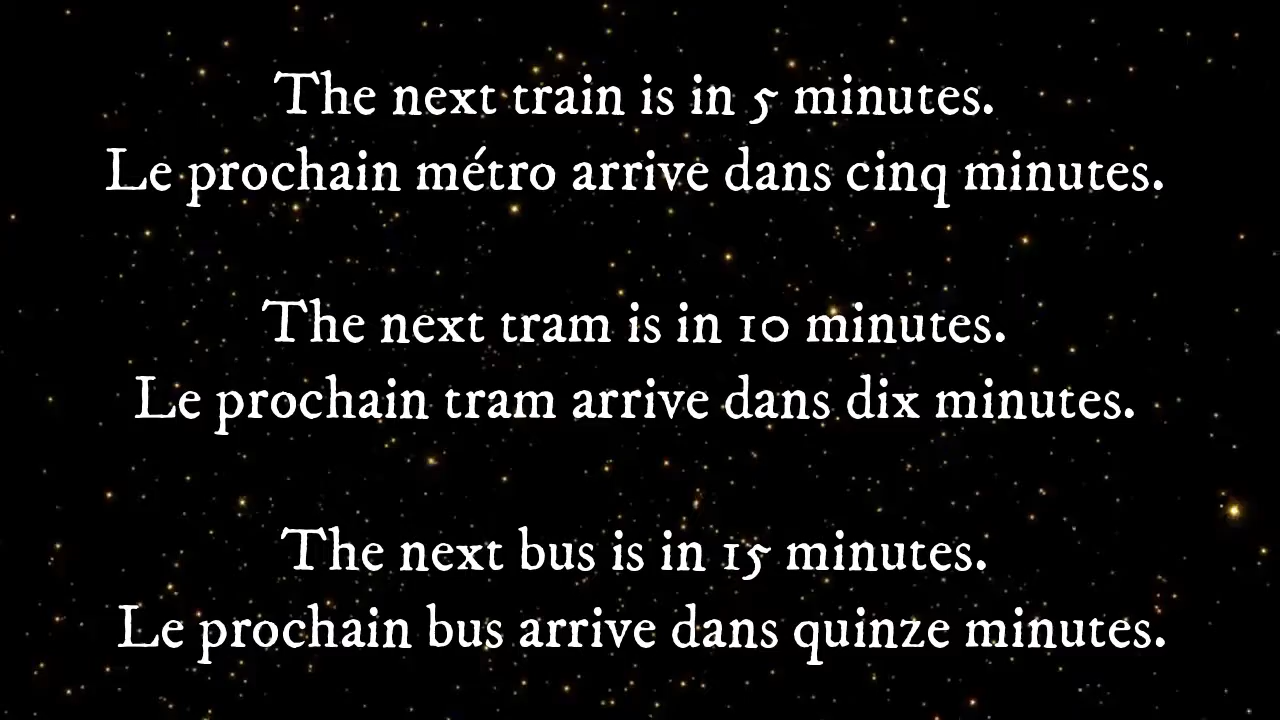 The next train is in 5 minutes.
Le prochain métro arrive dans cinq minutes.
The next tram is in 10 minutes.
Le prochain tram arrive dans dix minutes.
The next bus is in 15 minutes.
Le prochain bus arrive dans quinze minutes.